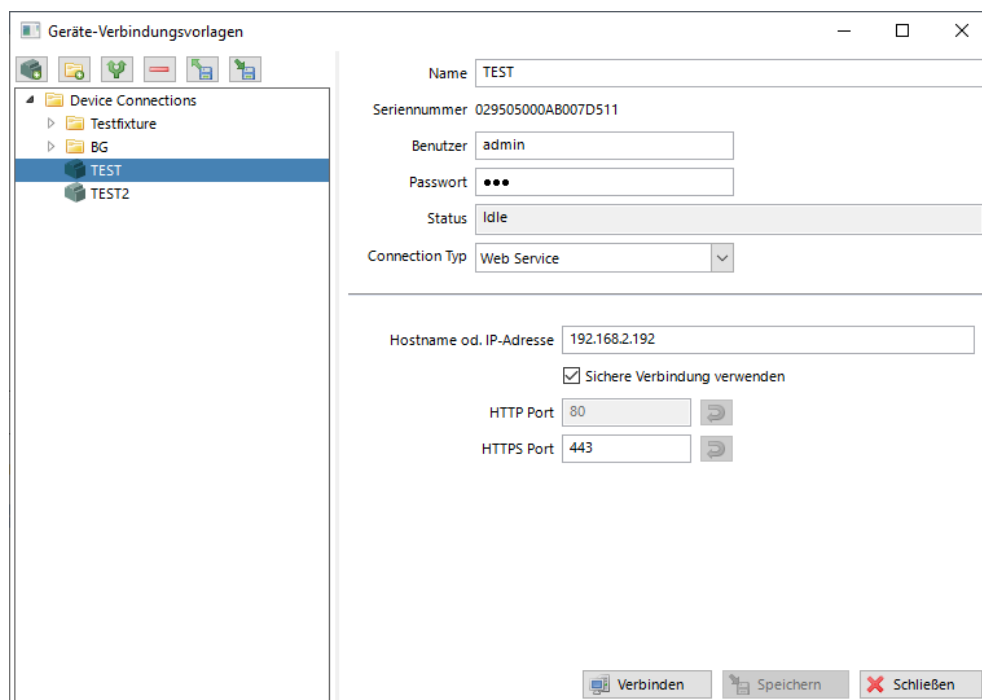 Geräte-Verbindungsvorlagen
Device Connections
Testfixture
BG
TEST
TEST2
Name TEST
Seriennummer 029505000AB007D511
Benutzer admin
Passwort ●●●
Status Idle
Connection Typ Web Service
Hostname od. IP-Adresse 192.168.2.192
Sichere Verbindung verwenden
HTTP Port 80
HTTPS Port 443
Verbinden Speichern Schließen